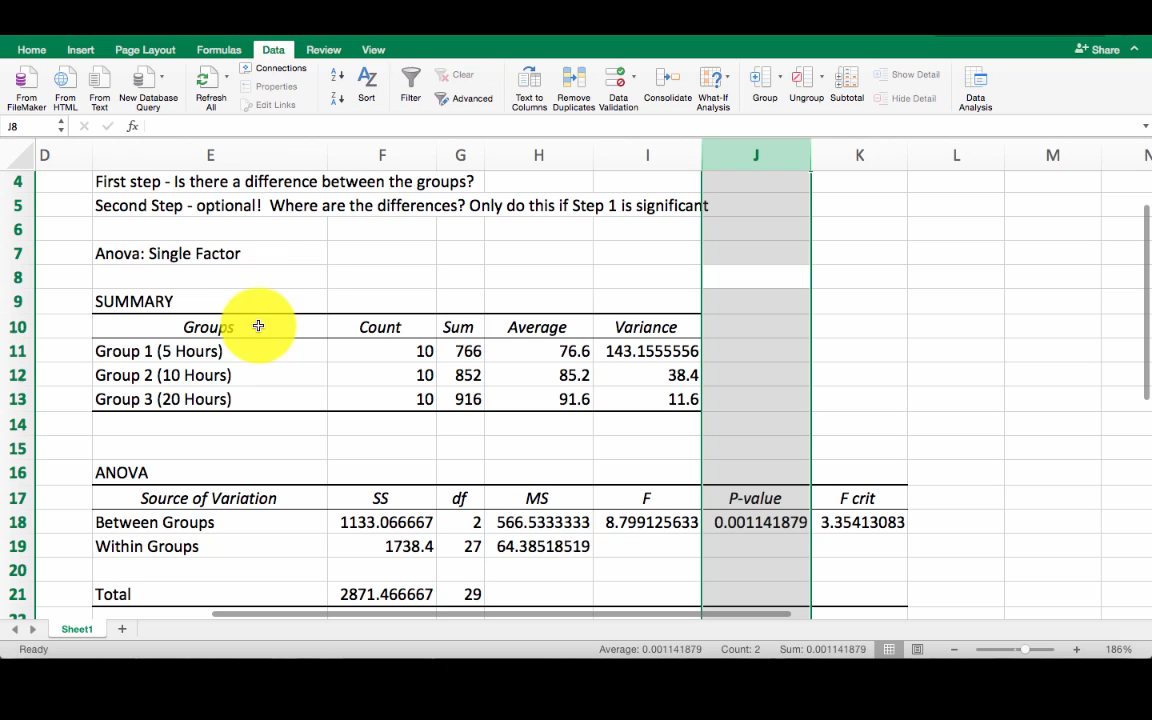 Home Insert Page Layout Formulas Data Review View Share
Connections Clear Show Detail
Properties
From FileMaker From HTML From Text New Database Query Refresh All Edit Links Sort Filter Advanced Text to Columns Remove Duplicates Data Validation Consolidate What-If Analysis Group Ungroup Subtotal Hide Detail Data Analysis
J8 fx
D E F G H I J K L M N
4 First step - Is there a difference between the groups?
5 Second Step - optional! Where are the differences? Only do this if Step 1 is significant
6
7 Anova: Single Factor
8
9 SUMMARY
10 Groups Count Sum Average Variance
11 Group 1 (5 Hours) 10 766 76.6 143.1555556
12 Group 2 (10 Hours) 10 852 85.2 38.4
13 Group 3 (20 Hours) 10 916 91.6 11.6
14
15
16 ANOVA
17 Source of Variation SS df MS F P-value F crit
18 Between Groups 1133.066667 2 566.5333333 8.799125633 0.001141879 3.35413083
19 Within Groups 1738.4 27 64.38518519
20
21 Total 2871.466667 29
22
Sheet1 +
Ready Average: 0.001141879 Count: 2 Sum: 0.001141879 186%